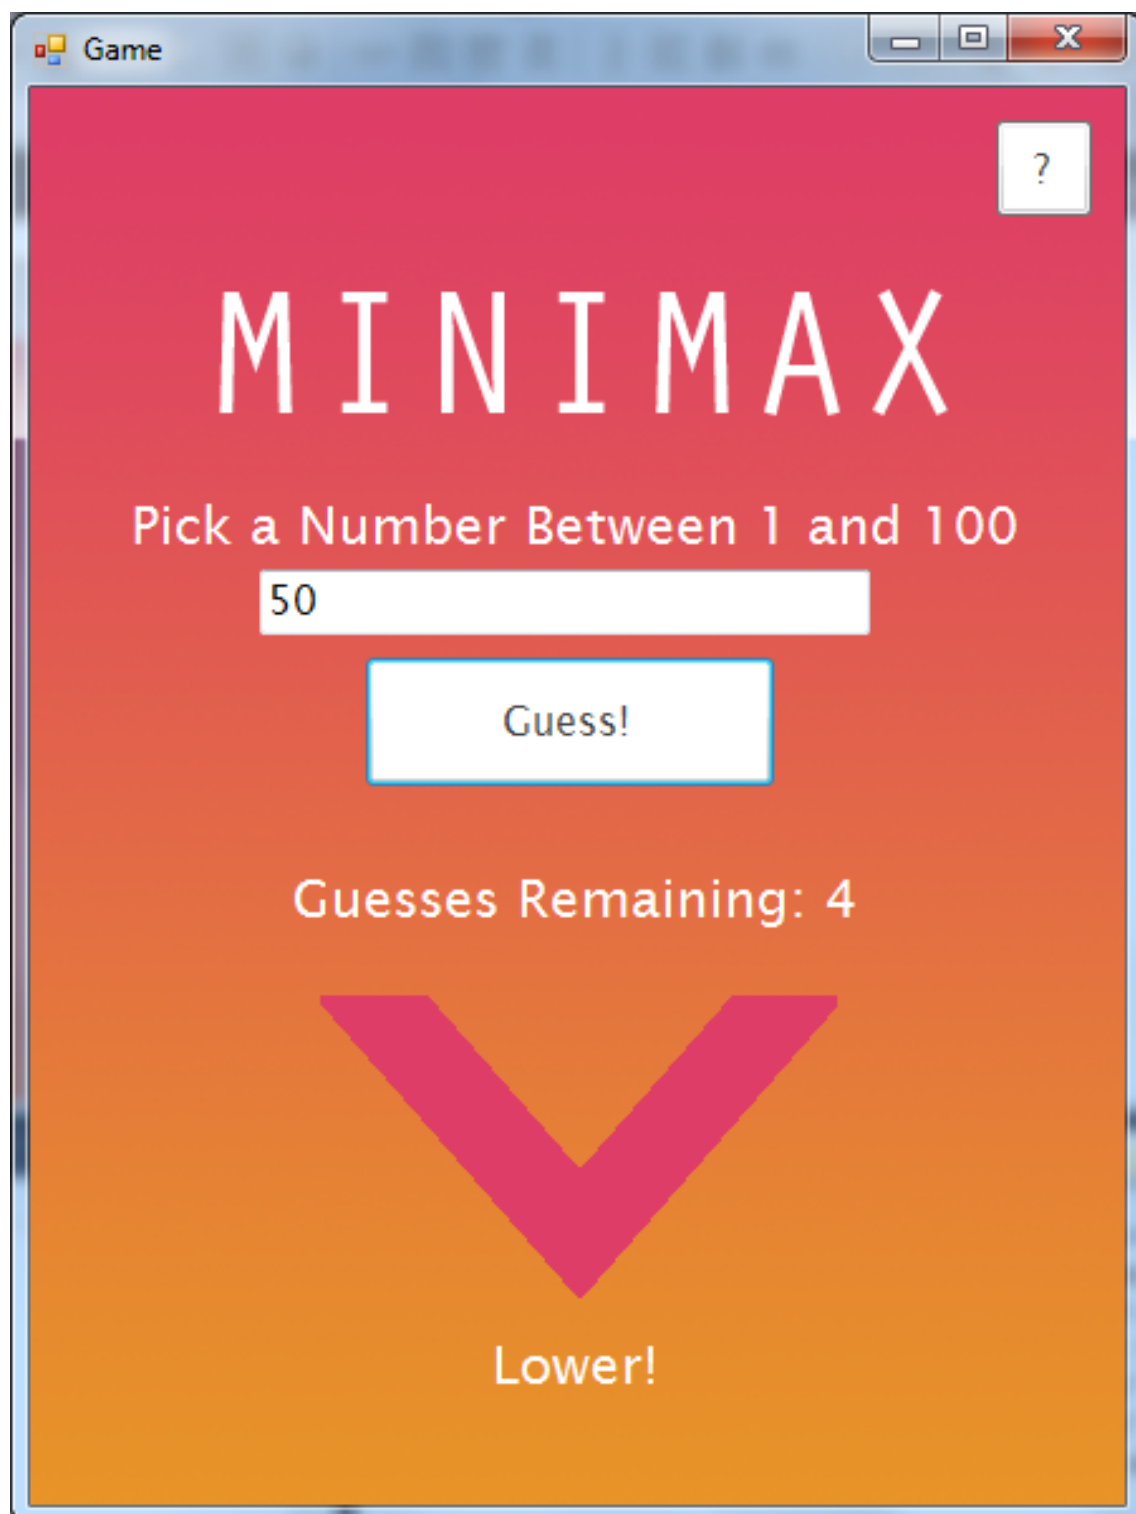 Game
?
MINIMAX
Pick a Number Between 1 and 100
50
Guess!
Guesses Remaining: 4
Lower!